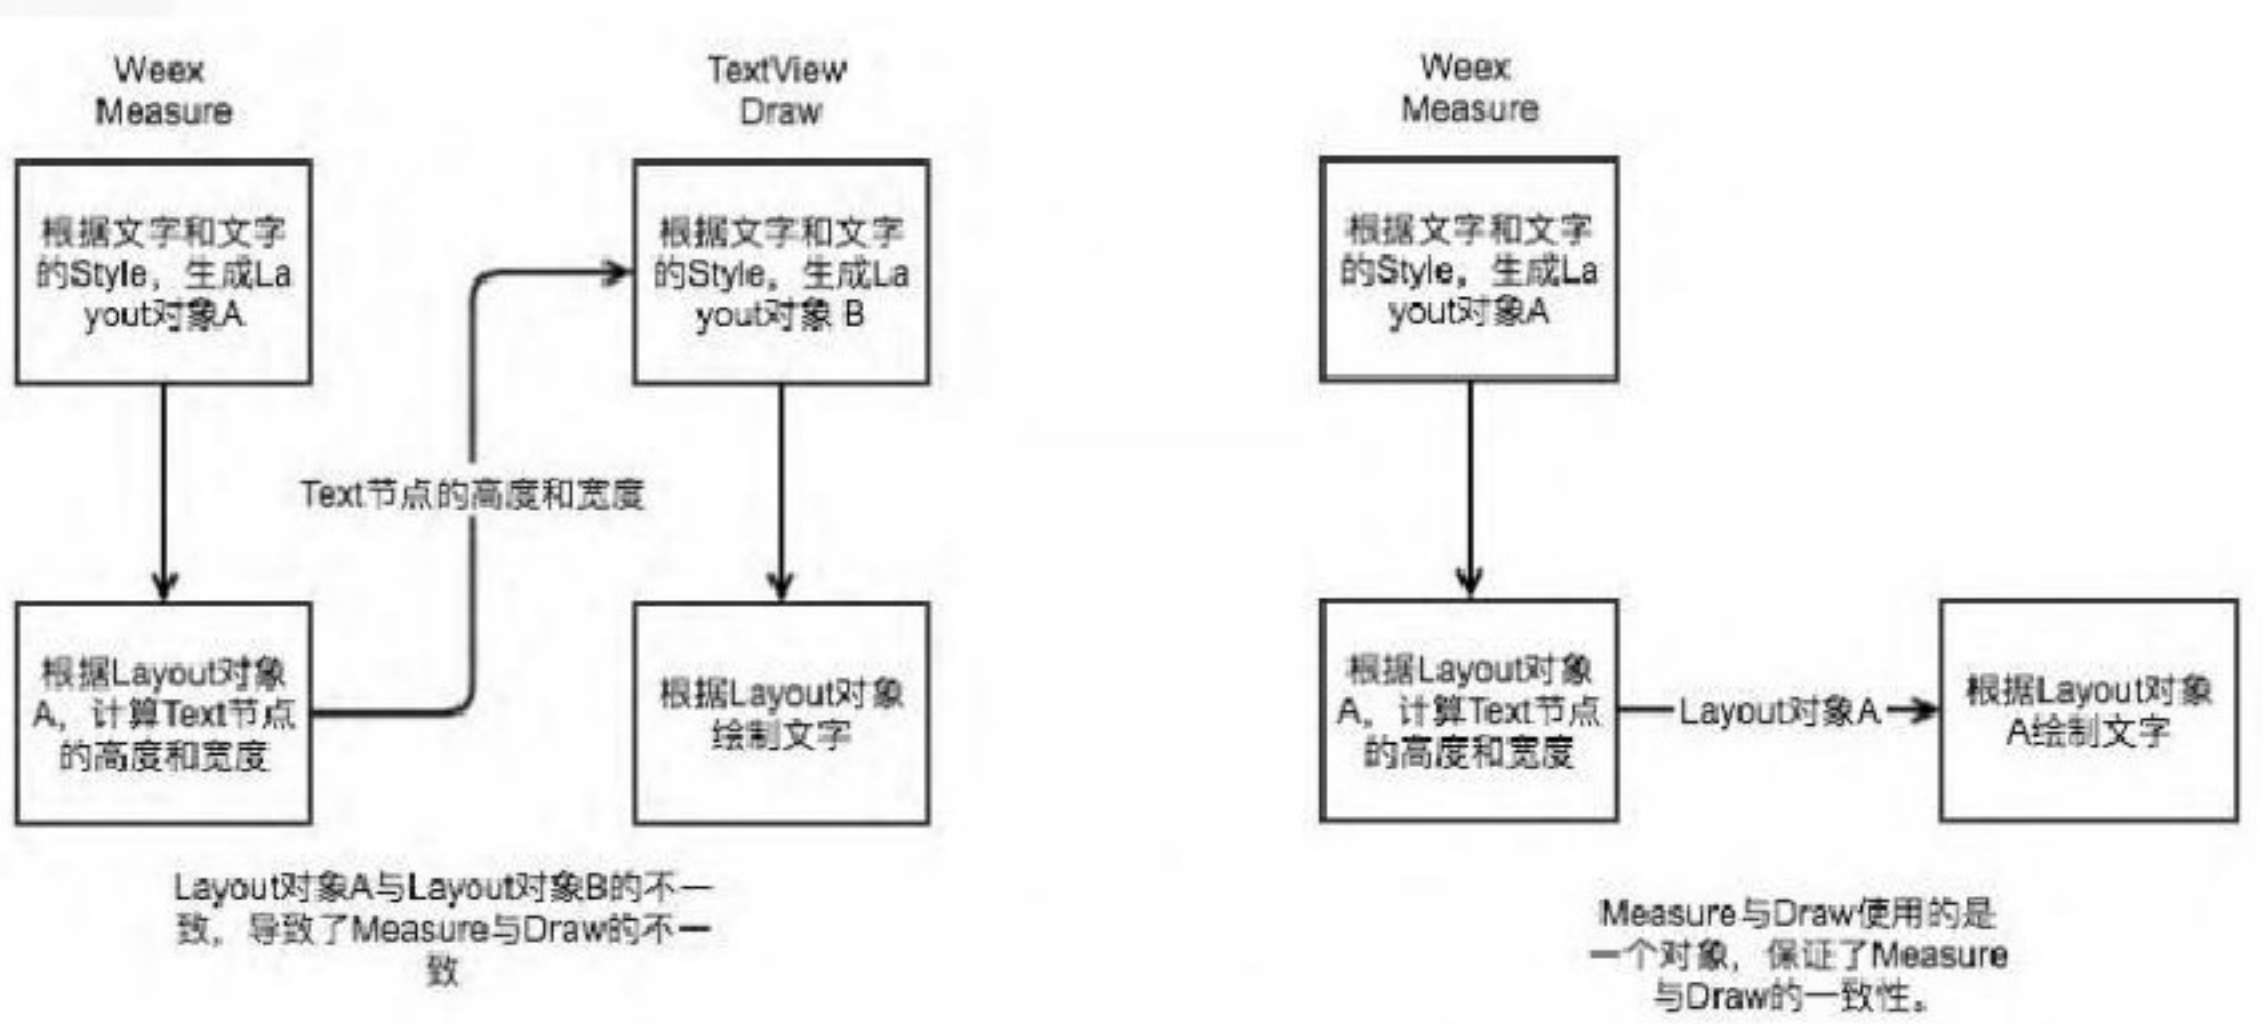 Weex
Measure
根据文字和文字
的Style，生成La
yout对象A
Text节点的高度和宽度
根据Layout对象
A，计算Text节点
的高度和宽度
TextView
Draw
根据文字和文字
的Style，生成La
yout对象 B
根据Layout对象
绘制文字
Layout对象A与Layout对象B的不一
致，导致了Measure与Draw的不一
致
Weex
Measure
根据文字和文字
的Style，生成La
yout对象A
根据Layout对象
A，计算Text节点
的高度和宽度
Layout对象A
根据Layout对象
A绘制文字
Measure与Draw使用的是
一个对象，保证了Measure
与Draw的一致性。